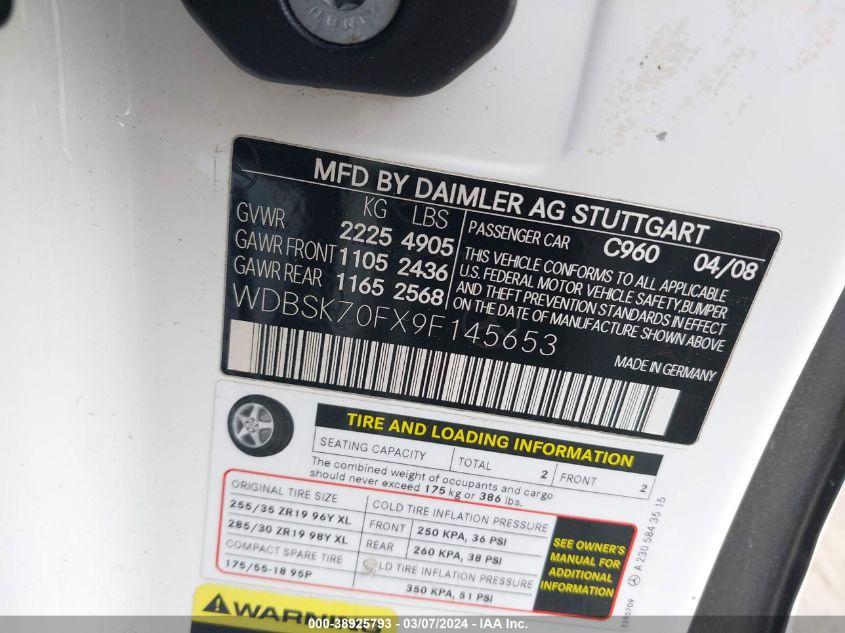 MFD BY DAIMLER AG STUTTGART
KG LBS
GVWR 2225 4905
GAWR FRONT 1105 2436
GAWR REAR 1165 2568
PASSENGER CAR C960 04/08
THIS VEHICLE CONFORMS TO ALL APPLICABLE
U.S. FEDERAL MOTOR VEHICLE SAFETY, BUMPER
AND THEFT PREVENTION STANDARDS IN EFFECT
ON THE DATE OF MANUFACTURE SHOWN ABOVE
WDBSK70FX9F145653
MADE IN GERMANY
TIRE AND LOADING INFORMATION
SEATING CAPACITY TOTAL 2 FRONT 2
The combined weight of occupants and cargo
should never exceed 175 kg or 386 lbs.
ORIGINAL TIRE SIZE
255/35 ZR19 96Y XL
285/30 ZR19 98Y XL
COMPACT SPARE TIRE
175/55-18 95P
COLD TIRE INFLATION PRESSURE
FRONT 250 KPA, 36 PSI
REAR 260 KPA, 38 PSI
LD TIRE INFLATION PRESSURE
350 KPA, 51 PSI
SEE OWNER'S
MANUAL FOR
ADDITIONAL
INFORMATION
A 230 584 35 15
3395709
WARNING
000-38925793 - 03/07/2024 - IAA Inc.